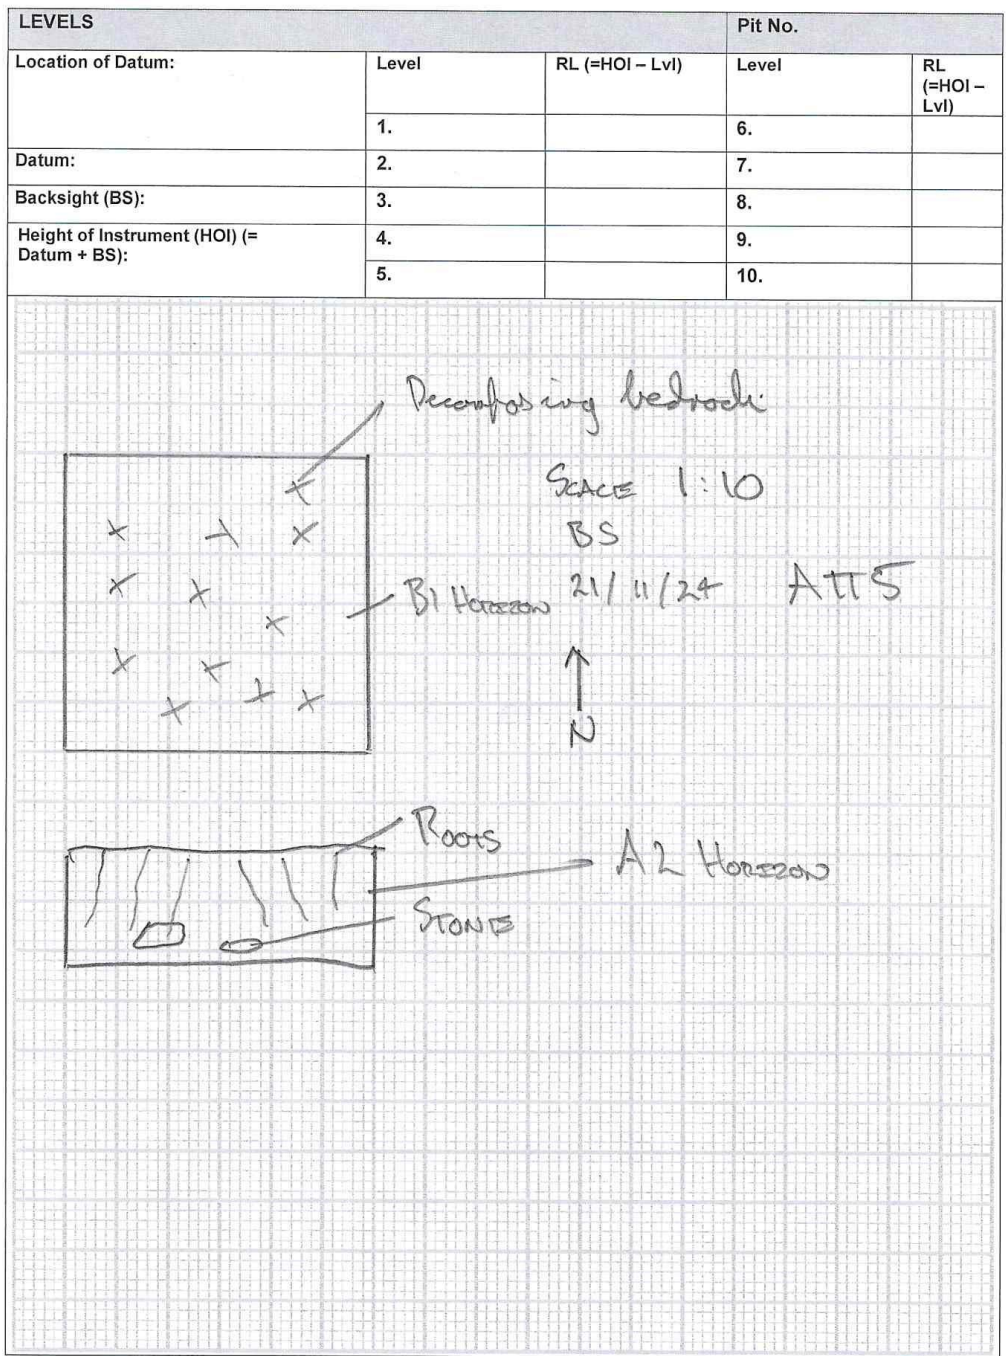 LEVELS
Pit No.
Location of Datum:
Level
RL (=HOI – Lvl)
Level
RL
(=HOI –
Lvl)
1.
6.
Datum:
2.
7.
Backsight (BS):
3.
8.
Height of Instrument (HOI) (=
Datum + BS):
4.
9.
5.
10.
Decomposing bedrock.
SCALE 1:10
BS
B1 HORIZON
21/11/24
ATT5
N
ROOTS
A2 HORIZON
STONE